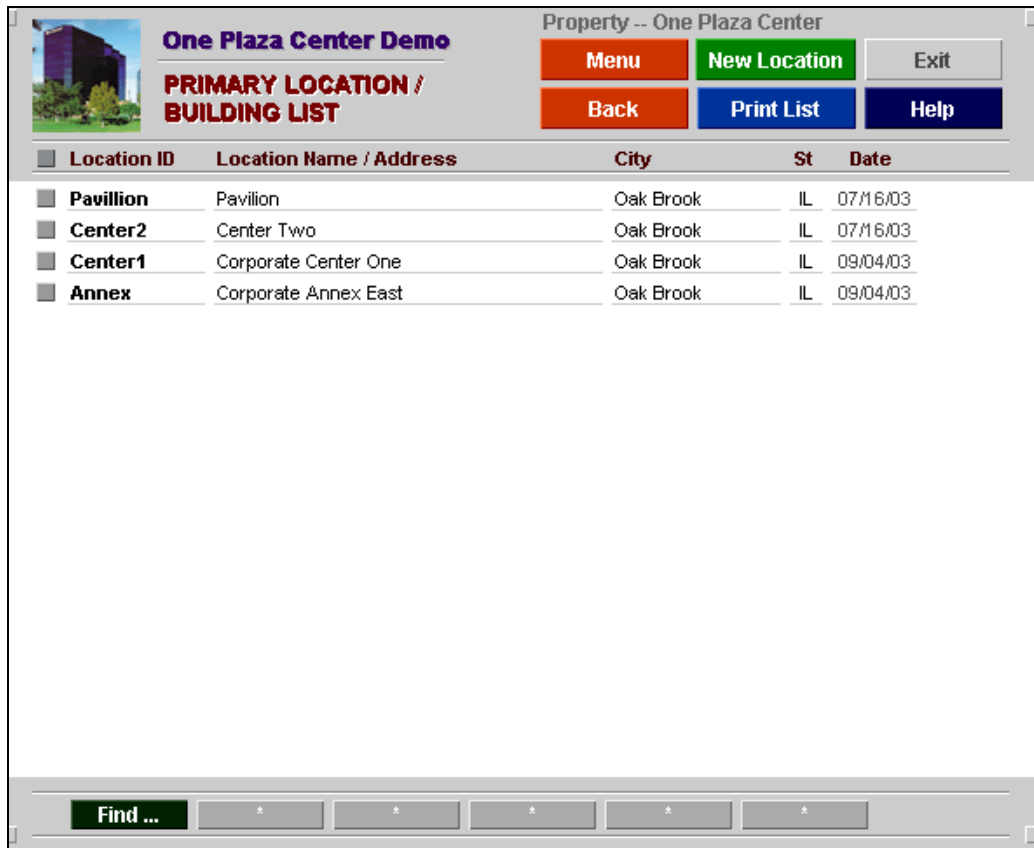 Property -- One Plaza Center
One Plaza Center Demo
PRIMARY LOCATION /
BUILDING LIST
Menu New Location Exit
Back Print List Help
Location ID Location Name / Address City St Date
Pavillion Pavilion Oak Brook IL 07/16/03
Center2 Center Two Oak Brook IL 07/16/03
Center1 Corporate Center One Oak Brook IL 09/04/03
Annex Corporate Annex East Oak Brook IL 09/04/03
Find ... * * * * *